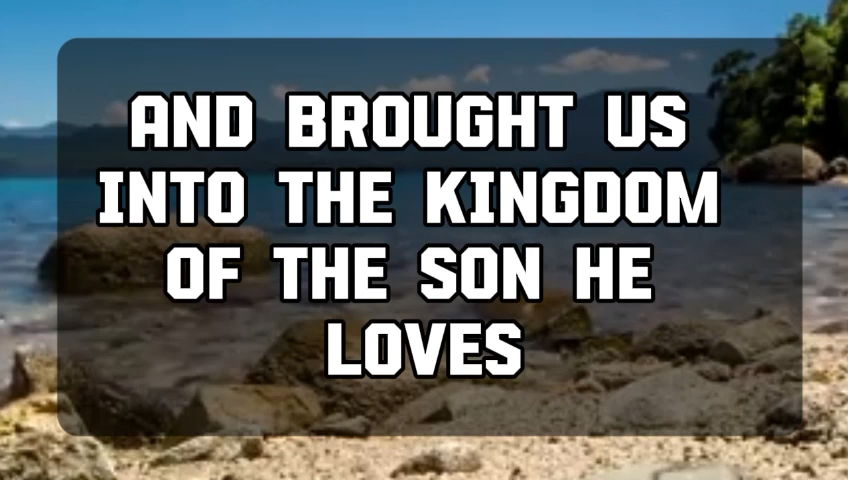 AND BROUGHT US
INTO THE KINGDOM
OF THE SON HE
LOVES